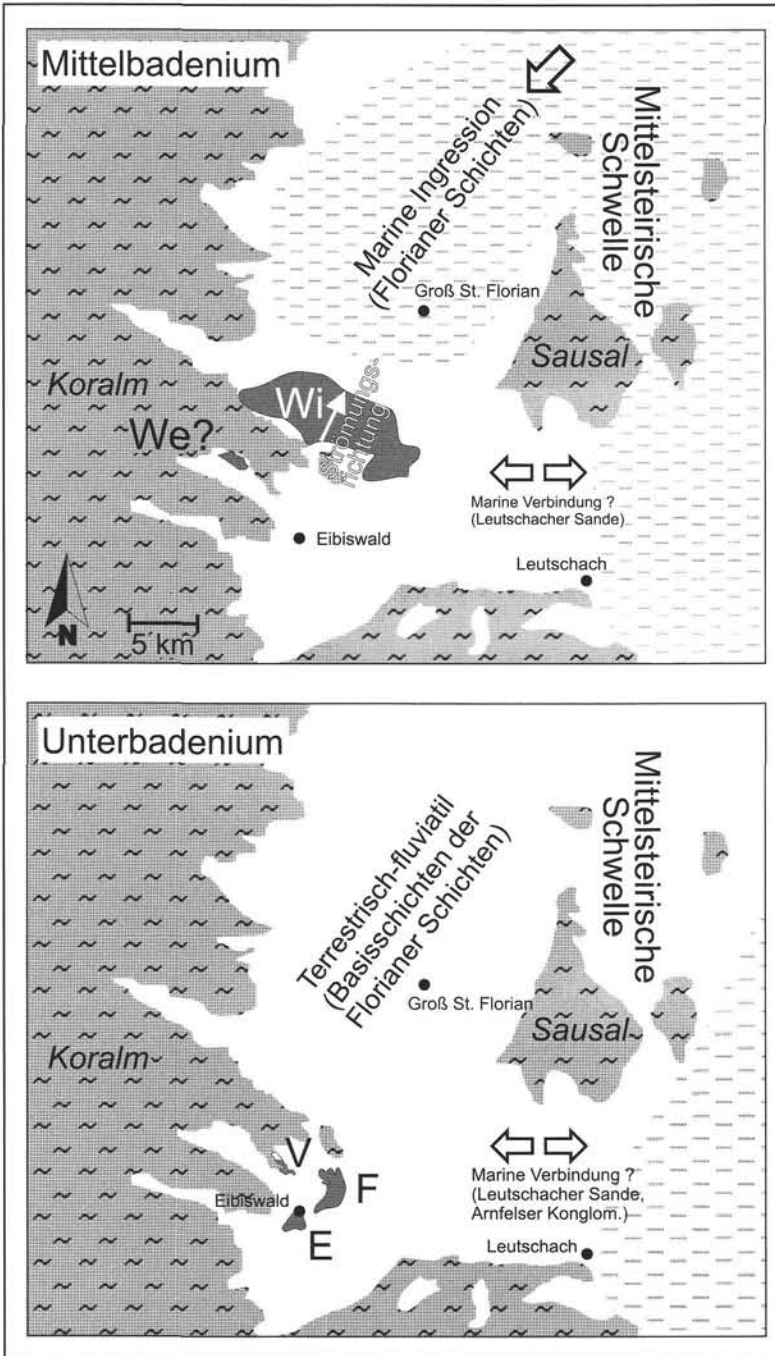 Mittelbadenium
Marine Ingression
(Florianer Schichten)
Mittelsteirische
Schwelle
Groß St. Florian
Koralm
Sausal
Wi
Strömungs-
richtung
We?
Marine Verbindung ?
(Leutschacher Sande)
Eibiswald
Leutschach
N
5 km
Unterbadenium
Terrestrisch-fluviatil
(Basisschichten der
Florianer Schichten)
Mittelsteirische
Schwelle
Groß St. Florian
Sausal
Koralm
V
F
Eibiswald
E
Marine Verbindung ?
(Leutschacher Sande,
Arnfelser Konglom.)
Leutschach